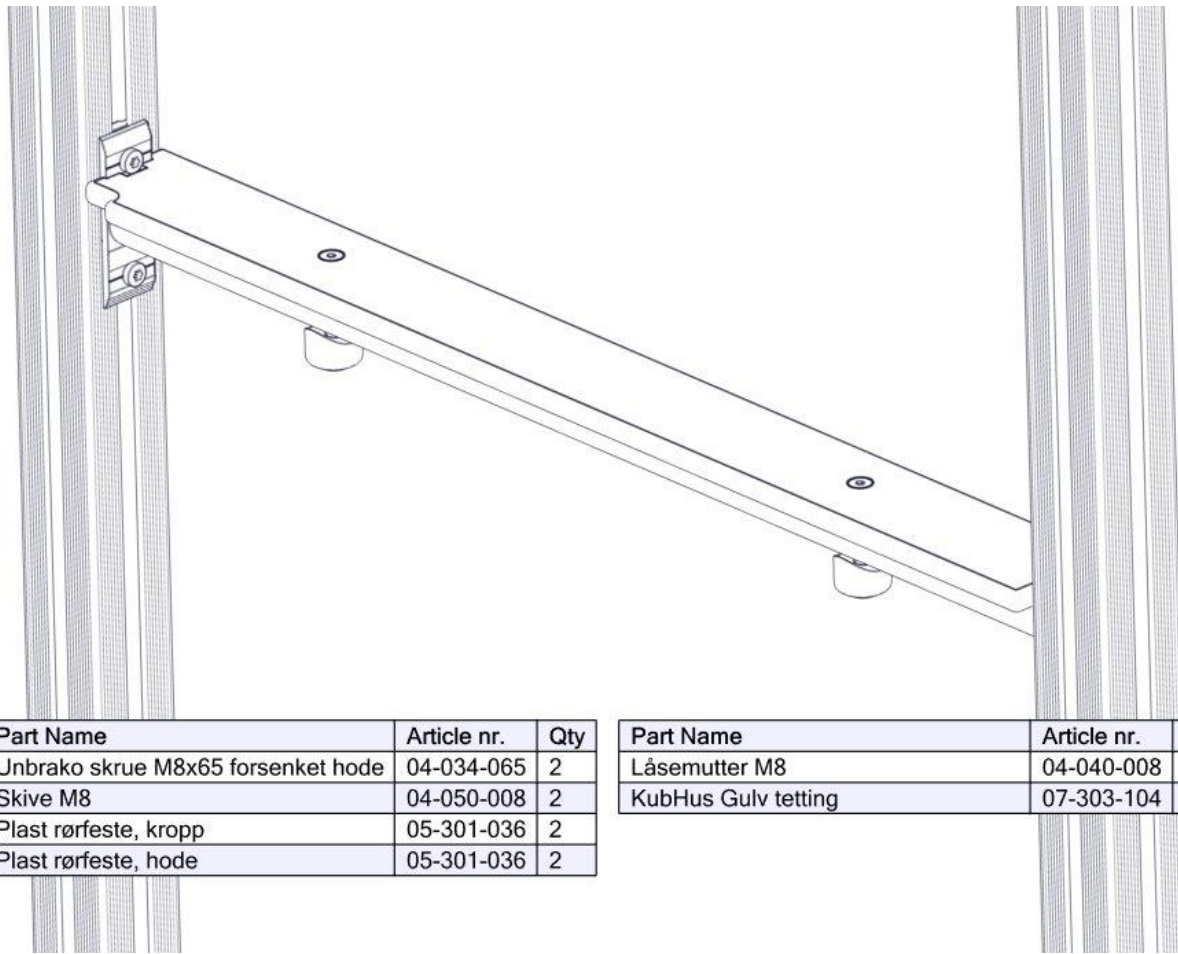 Part Name Article nr. Qty
Unbrako skrue M8x65 forsenket hode 04-034-065 2
Skive M8 04-050-008 2
Plast rørfeste, kropp 05-301-036 2
Plast rørfeste, hode 05-301-036 2
Part Name Article nr.
Låsemutter M8 04-040-008
KubHus Gulv tetting 07-303-104